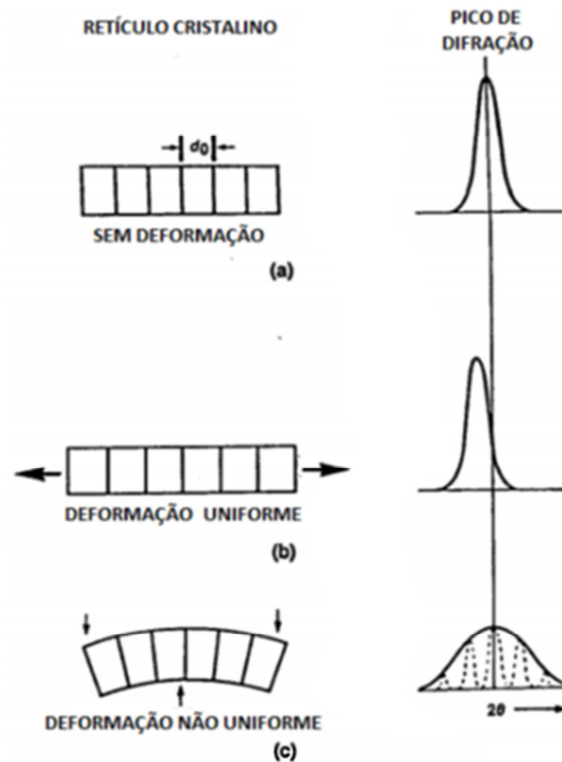 RETÍCULO CRISTALINO
PICO DE
DIFRAÇÃO
d0
SEM DEFORMAÇÃO
(a)
DEFORMAÇÃO UNIFORME
(b)
DEFORMAÇÃO NÃO UNIFORME
(c)
2θ